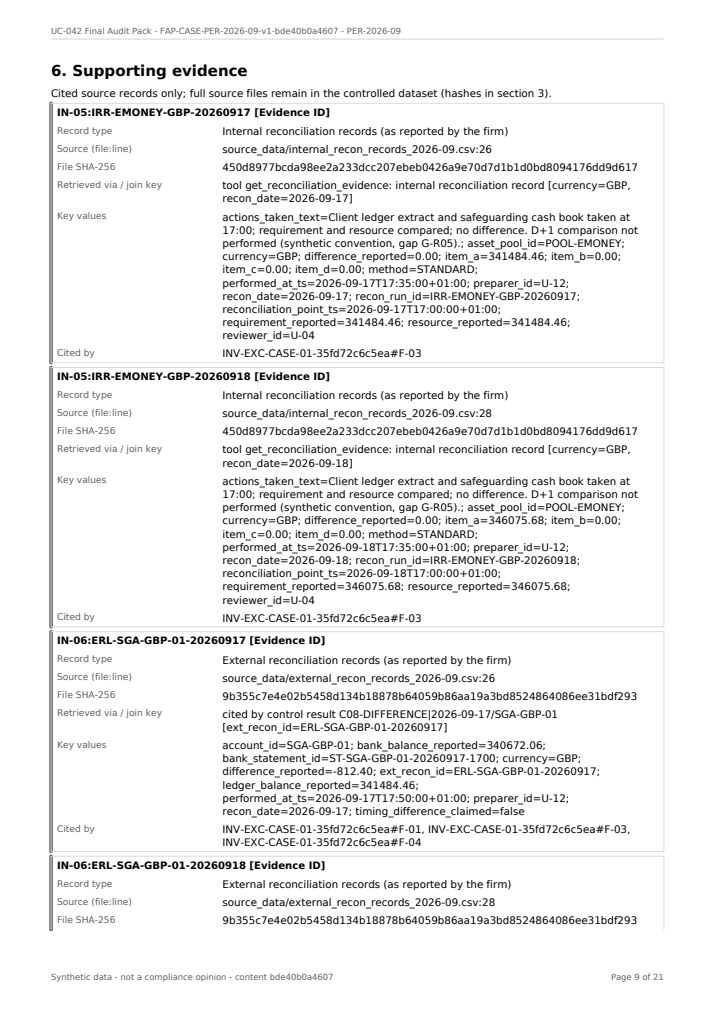 UC-042 Final Audit Pack - FAP-CASE-PER-2026-09-v1-bde40b0a4607 - PER-2026-09
6. Supporting evidence
Cited source records only; full source files remain in the controlled dataset (hashes in section 3).
IN-05:IRR-EMONEY-GBP-20260917 [Evidence ID]
Record type Internal reconciliation records (as reported by the firm)
Source (file:line) source_data/internal_recon_records_2026-09.csv:26
File SHA-256 450d8977bcda98ee2a233dcc207ebeb0426a9e70d7d1b1d0bd8094176dd9d617
Retrieved via / join key tool get_reconciliation_evidence: internal reconciliation record [currency=GBP,
recon_date=2026-09-17]
Key values actions_taken_text=Client ledger extract and safeguarding cash book taken at
17:00; requirement and resource compared; no difference. D+1 comparison not
performed (synthetic convention, gap G-R05).; asset_pool_id=POOL-EMONEY;
currency=GBP; difference_reported=0.00; item_a=341484.46; item_b=0.00;
item_c=0.00; item_d=0.00; method=STANDARD;
performed_at_ts=2026-09-17T17:35:00+01:00; preparer_id=U-12;
recon_date=2026-09-17; recon_run_id=IRR-EMONEY-GBP-20260917;
reconciliation_point_ts=2026-09-17T17:00:00+01:00;
requirement_reported=341484.46; resource_reported=341484.46;
reviewer_id=U-04
Cited by INV-EXC-CASE-01-35fd72c6c5ea#F-03
IN-05:IRR-EMONEY-GBP-20260918 [Evidence ID]
Record type Internal reconciliation records (as reported by the firm)
Source (file:line) source_data/internal_recon_records_2026-09.csv:28
File SHA-256 450d8977bcda98ee2a233dcc207ebeb0426a9e70d7d1b1d0bd8094176dd9d617
Retrieved via / join key tool get_reconciliation_evidence: internal reconciliation record [currency=GBP,
recon_date=2026-09-18]
Key values actions_taken_text=Client ledger extract and safeguarding cash book taken at
17:00; requirement and resource compared; no difference. D+1 comparison not
performed (synthetic convention, gap G-R05).; asset_pool_id=POOL-EMONEY;
currency=GBP; difference_reported=0.00; item_a=346075.68; item_b=0.00;
item_c=0.00; item_d=0.00; method=STANDARD;
performed_at_ts=2026-09-18T17:35:00+01:00; preparer_id=U-12;
recon_date=2026-09-18; recon_run_id=IRR-EMONEY-GBP-20260918;
reconciliation_point_ts=2026-09-18T17:00:00+01:00;
requirement_reported=346075.68; resource_reported=346075.68;
reviewer_id=U-04
Cited by INV-EXC-CASE-01-35fd72c6c5ea#F-03
IN-06:ERL-SGA-GBP-01-20260917 [Evidence ID]
Record type External reconciliation records (as reported by the firm)
Source (file:line) source_data/external_recon_records_2026-09.csv:26
File SHA-256 9b355c7e4e02b5458d134b18878b64059b86aa19a3bd8524864086ee31bdf293
Retrieved via / join key cited by control result C08-DIFFERENCE|2026-09-17/SGA-GBP-01
[ext_recon_id=ERL-SGA-GBP-01-20260917]
Key values account_id=SGA-GBP-01; bank_balance_reported=340672.06;
bank_statement_id=ST-SGA-GBP-01-20260917-1700; currency=GBP;
difference_reported=-812.40; ext_recon_id=ERL-SGA-GBP-01-20260917;
ledger_balance_reported=341484.46;
performed_at_ts=2026-09-17T17:50:00+01:00; preparer_id=U-12;
recon_date=2026-09-17; timing_difference_claimed=false
Cited by INV-EXC-CASE-01-35fd72c6c5ea#F-01, INV-EXC-CASE-01-35fd72c6c5ea#F-03,
INV-EXC-CASE-01-35fd72c6c5ea#F-04
IN-06:ERL-SGA-GBP-01-20260918 [Evidence ID]
Record type External reconciliation records (as reported by the firm)
Source (file:line) source_data/external_recon_records_2026-09.csv:28
File SHA-256 9b355c7e4e02b5458d134b18878b64059b86aa19a3bd8524864086ee31bdf293
Synthetic data - not a compliance opinion - content bde40b0a4607 Page 9 of 21